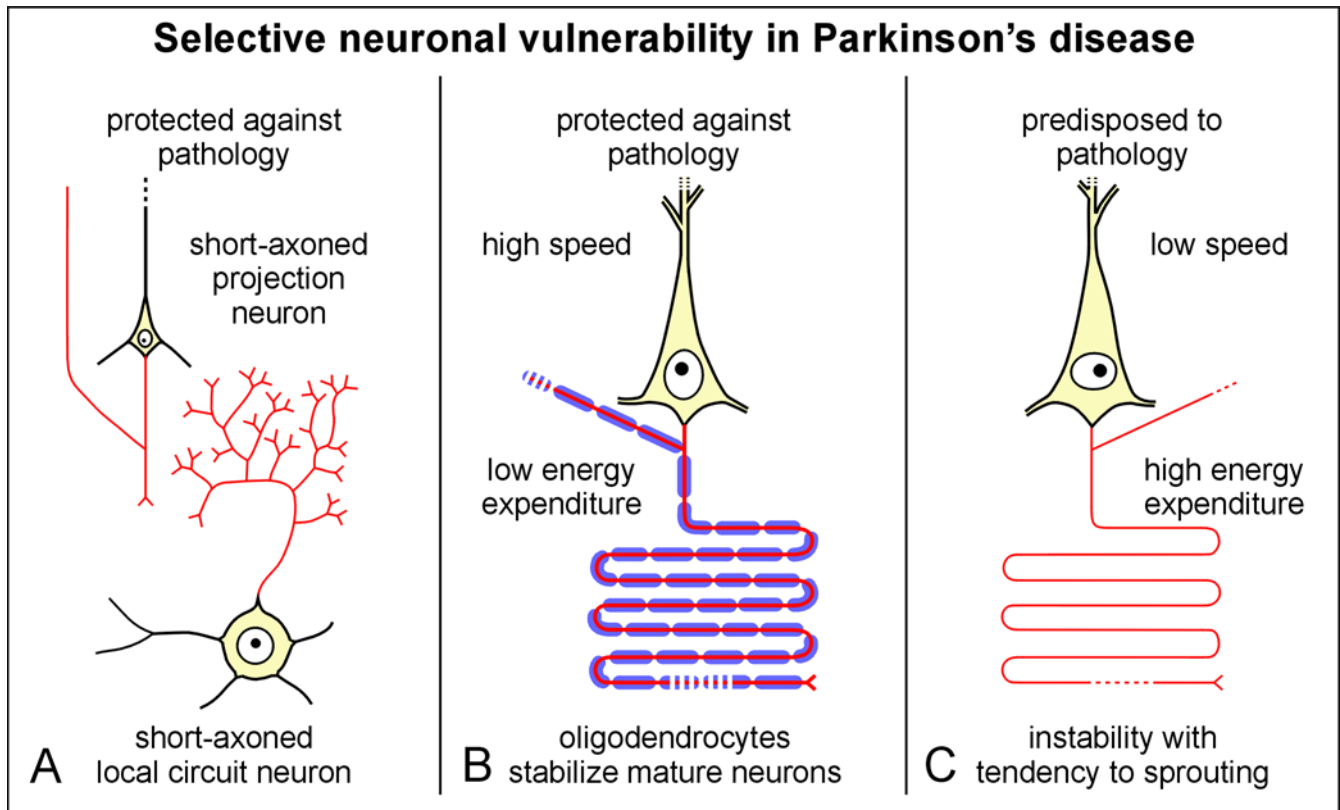 Selective neuronal vulnerability in Parkinson's disease
protected against
pathology
short-axoned
projection
neuron
short-axoned
local circuit neuron
A
protected against
pathology
high speed
low energy
expenditure
oligodendrocytes
stabilize mature neurons
B
predisposed to
pathology
low speed
high energy
expenditure
instability with
tendency to sprouting
C